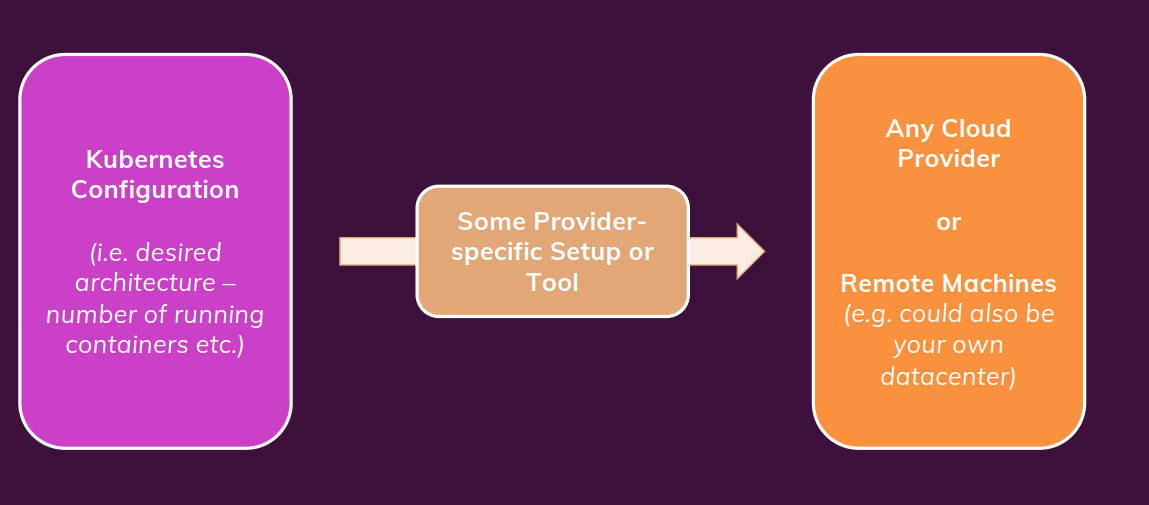 Kubernetes
Configuration
(i.e. desired
architecture –
number of running
containers etc.)
Some Provider-
specific Setup or
Tool
Any Cloud
Provider
or
Remote Machines
(e.g. could also be
your own
datacenter)